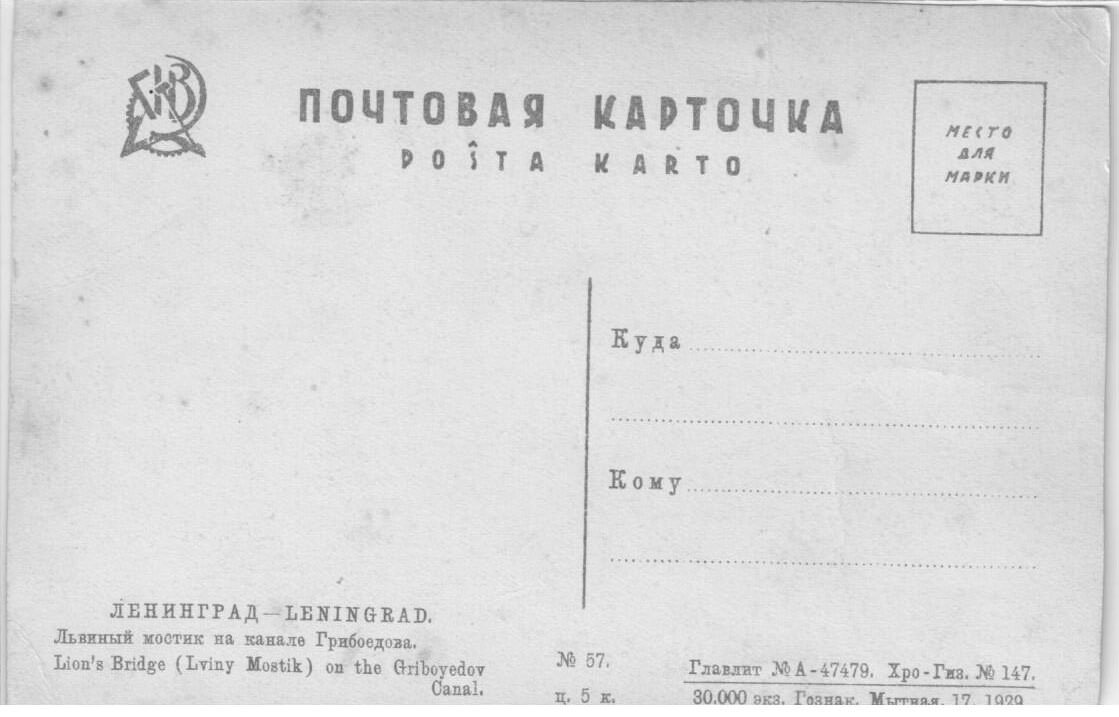 ПОЧТОВАЯ КАРТОЧКА
POŜTA KARTO
МЕСТО
ДЛЯ
МАРКИ
Куда
Кому
ЛЕНИНГРАД—LENINGRAD.
Львиный мостик на канале Грибоедова.
Lion's Bridge (Lviny Mostik) on the Griboyedov
Canal.
№ 57.
ц. 5 к.
Главлит № А-47479. Хро-Гиз. № 147.
30.000 экз. Гознак. Мытная, 17. 1929